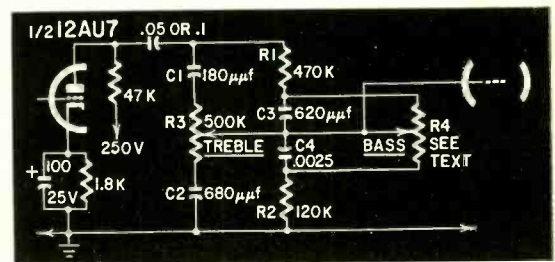 1/2 12AU7
.05 OR .1
R1
C1
180µµf
470K
47K
C3
620µµf
R3
500K
R4
250V
TREBLE
C4
BASS
SEE
TEXT
+
100
.0025
1.8K
C2
680µµf
25V
R2
120K